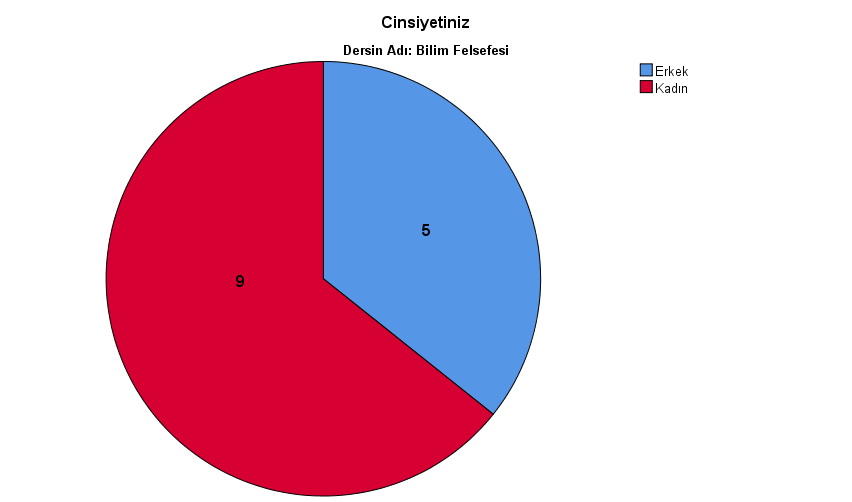 Cinsiyetiniz
Dersin Adı: Bilim Felsefesi
Erkek
Kadın
5
9